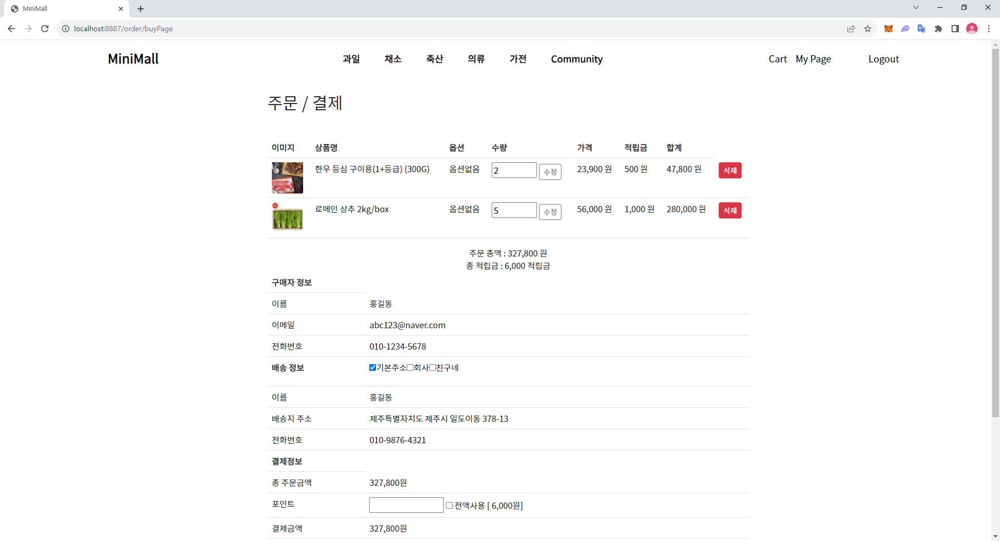 MiniMall
localhost:8887/order/buyPage
MiniMall 과일 채소 축산 의류 가전 Community Cart My Page Logout
주문 / 결제
이미지 상품명 옵션 수량 가격 적립금 합계
한우 등심 구이용(1+등급) (300G) 옵션없음 2 수정 23,900 원 500 원 47,800 원 삭제
로메인 상추 2kg/box 옵션없음 5 수정 56,000 원 1,000 원 280,000 원 삭제
주문 총액 : 327,800 원
총 적립금 : 6,000 적립금
구매자 정보
이름 홍길동
이메일 abc123@naver.com
전화번호 010-1234-5678
배송 정보 기본주소 회사 친구네
이름 홍길동
배송지 주소 제주특별자치도 제주시 일도이동 378-13
전화번호 010-9876-4321
결제정보
총 주문금액 327,800원
포인트 전액사용 [ 6,000원]
결제금액 327,800원